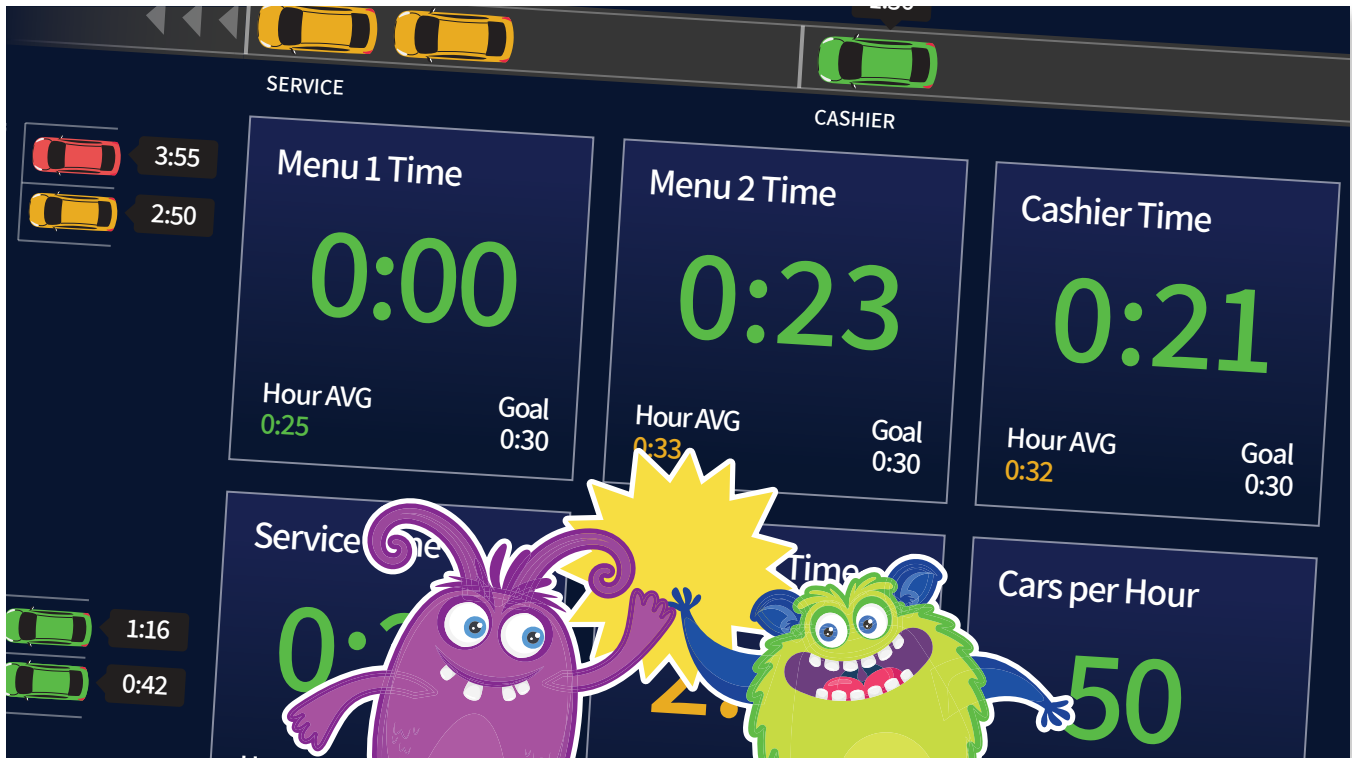 SERVICE
CASHIER
3:55
2:50
Menu 1 Time
0:00
Hour AVG
0:25
Goal
0:30
Menu 2 Time
0:23
Hour AVG
0:33
Goal
0:30
Cashier Time
0:21
Hour AVG
0:32
Goal
0:30
1:16
0:42
Service
Time
Cars per Hour
50